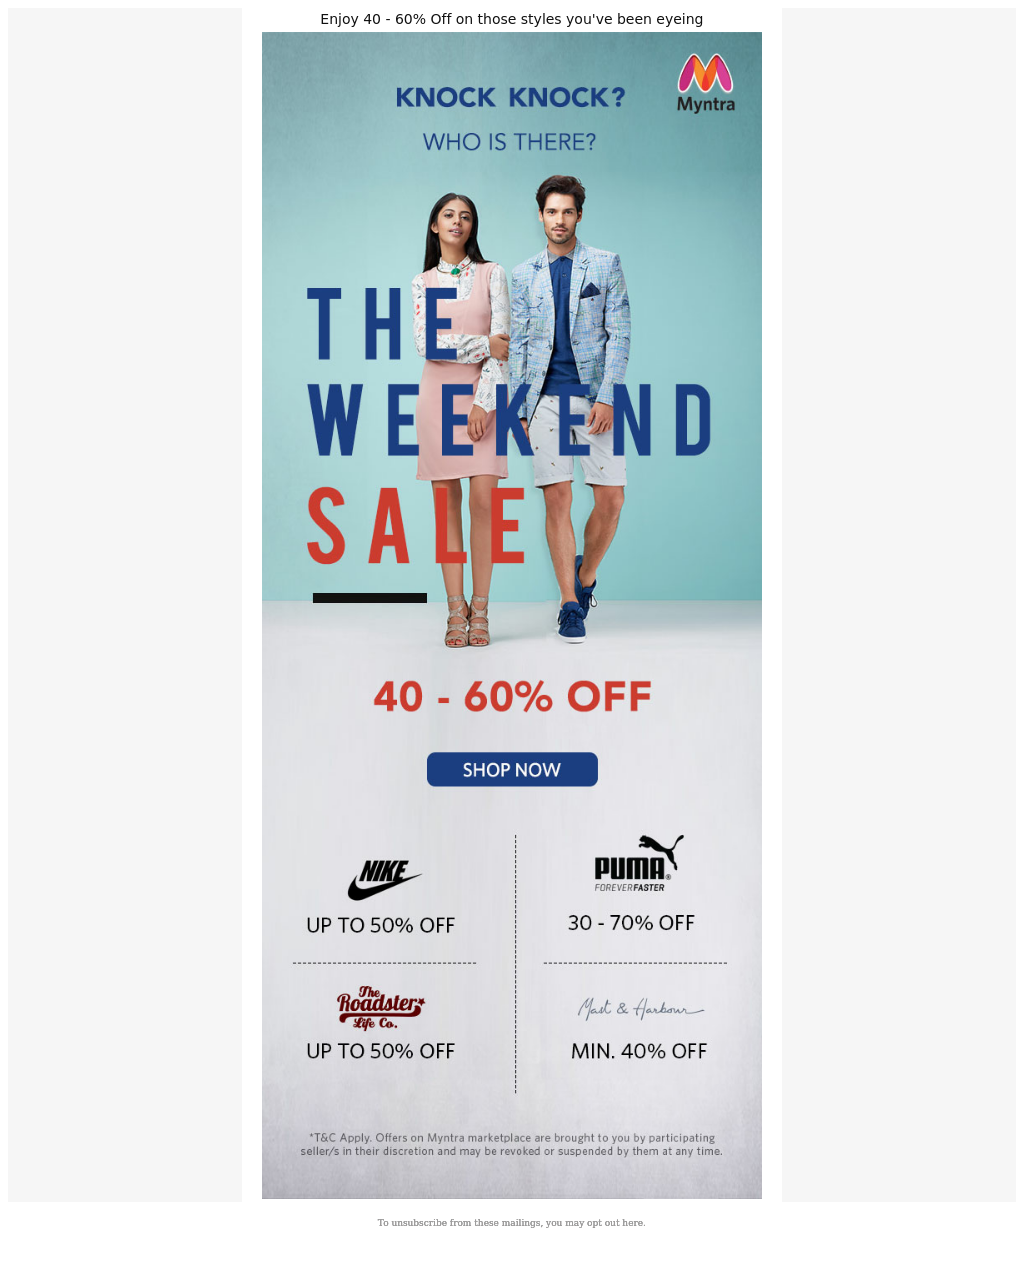 Enjoy 40 - 60% Off on those styles you've been eyeing
KNOCK KNOCK?
Myntra
WHO IS THERE?
THE
WEEKEND
SALE
40 - 60% OFF
SHOP NOW
NIKE
UP TO 50% OFF
PUMA®
FOREVER FASTER
30 - 70% OFF
The
Roadster
Life Co.
UP TO 50% OFF
Mast & Harbour
MIN. 40% OFF
*T&C Apply. Offers on Myntra marketplace are brought to you by participating
seller/s in their discretion and may be revoked or suspended by them at any time.
To unsubscribe from these mailings, you may opt out here.